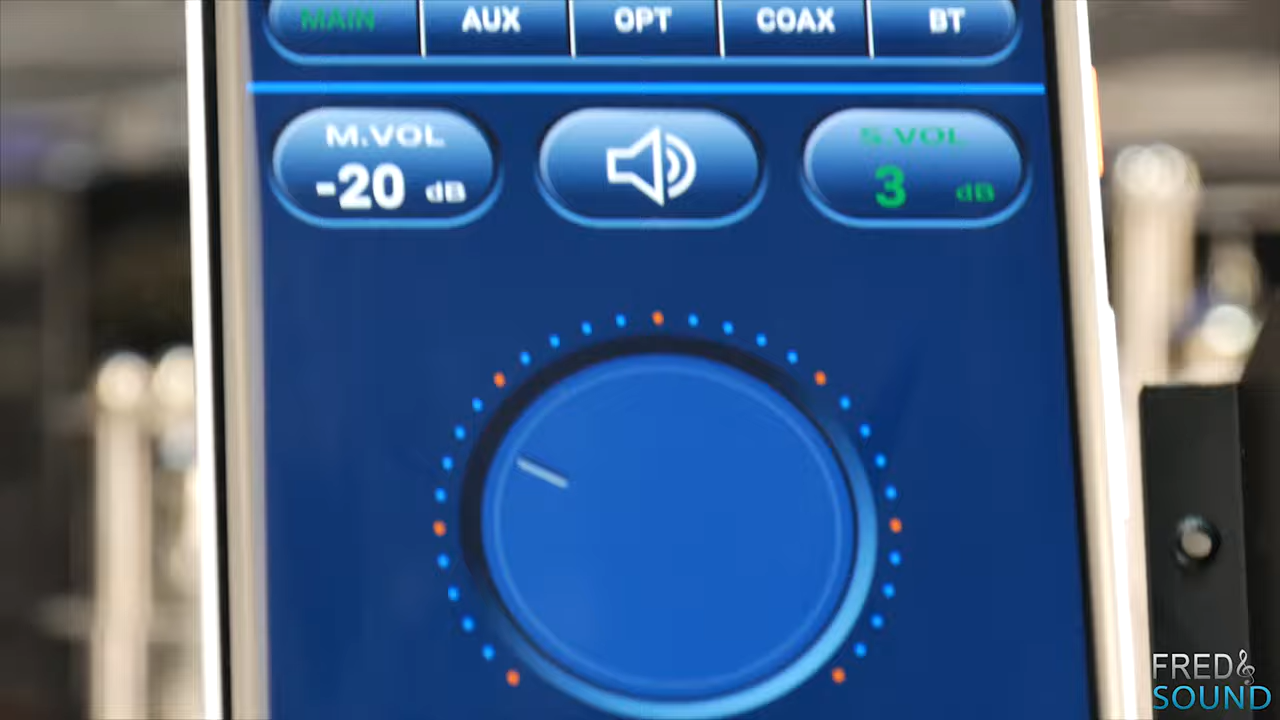 MAIN AUX OPT COAX BT
M.VOL S.VOL
-20 dB 3 dB
FRED
SOUND